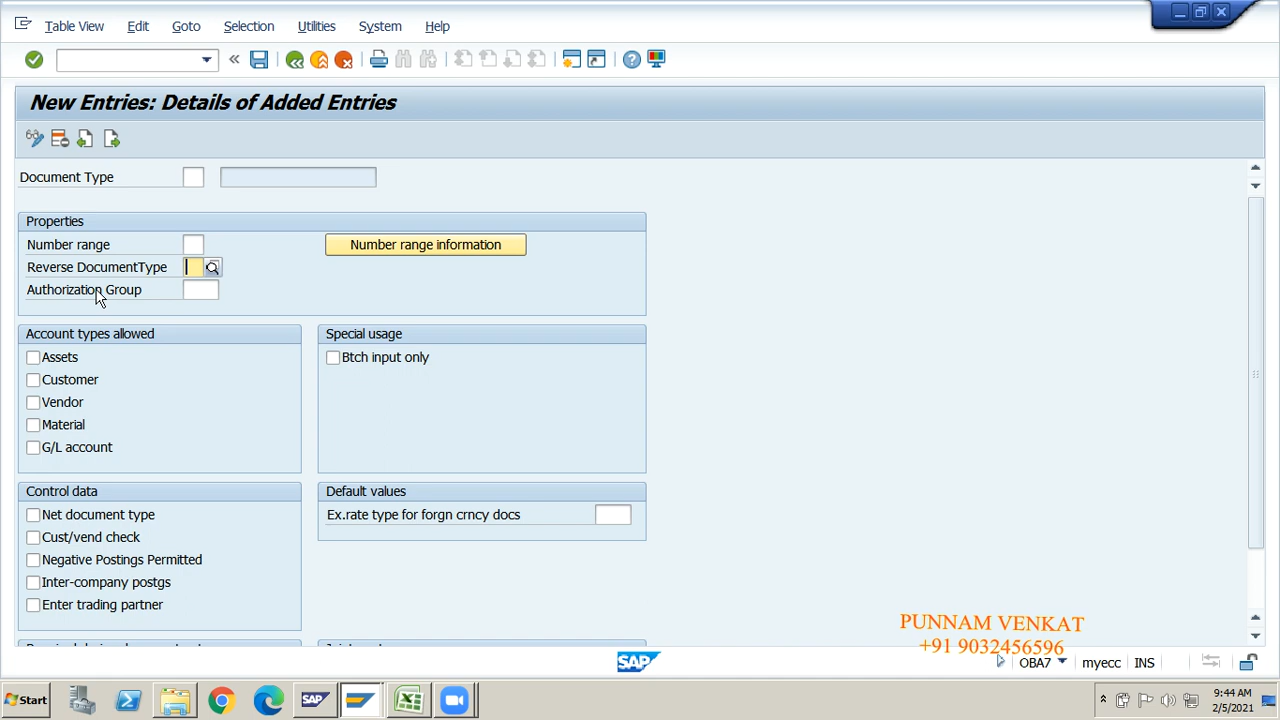 Table View Edit Goto Selection Utilities System Help
New Entries: Details of Added Entries
Document Type
Properties
Number range Number range information
Reverse DocumentType
Authorization Group
Account types allowed Special usage
Assets Btch input only
Customer
Vendor
Material
G/L account
Control data Default values
Net document type Ex.rate type for forgn crncy docs
Cust/vend check
Negative Postings Permitted
Inter-company postgs
Enter trading partner
PUNNAM VENKAT
+91 9032456596
SAP OBA7 myecc INS
Start SAP 9:44 AM
2/5/2021